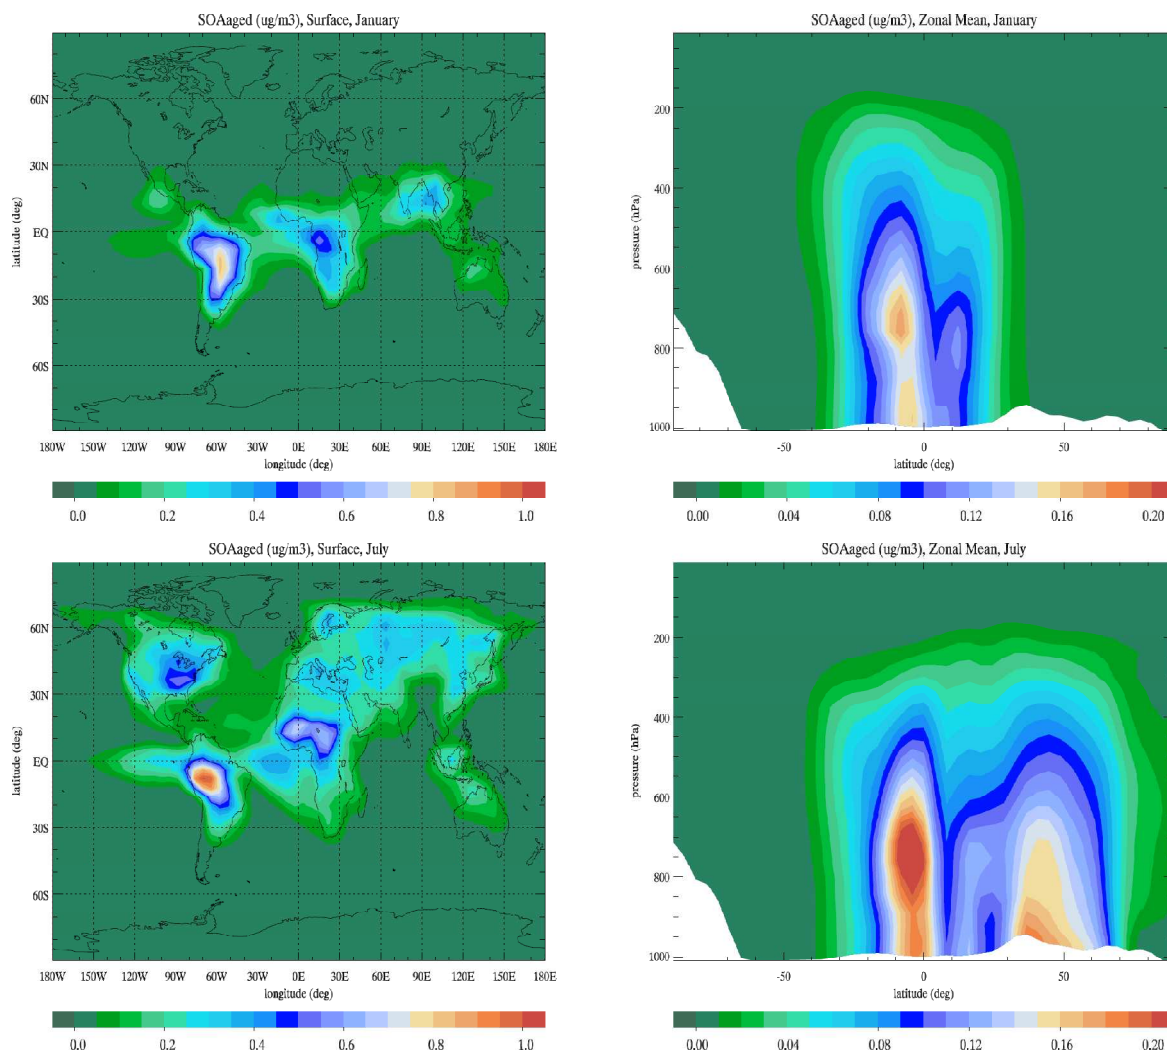 SOAaged (ug/m3), Surface, January
60N
30N
EQ
30S
60S
latitude (deg)
180W 150W 120W 90W 60W 30W 0E 30E 60E 90E 120E 150E 180E
longitude (deg)
0.0 0.2 0.4 0.6 0.8 1.0
SOAaged (ug/m3), Zonal Mean, January
200
400
600
800
1000
pressure (hPa)
-50 0 50
latitude (deg)
0.00 0.04 0.08 0.12 0.16 0.20
SOAaged (ug/m3), Surface, July
60N
30N
EQ
30S
60S
latitude (deg)
180W 150W 120W 90W 60W 30W 0E 30E 60E 90E 120E 150E 180E
longitude (deg)
0.0 0.2 0.4 0.6 0.8 1.0
SOAaged (ug/m3), Zonal Mean, July
200
400
600
800
1000
pressure (hPa)
-50 0 50
latitude (deg)
0.00 0.04 0.08 0.12 0.16 0.20